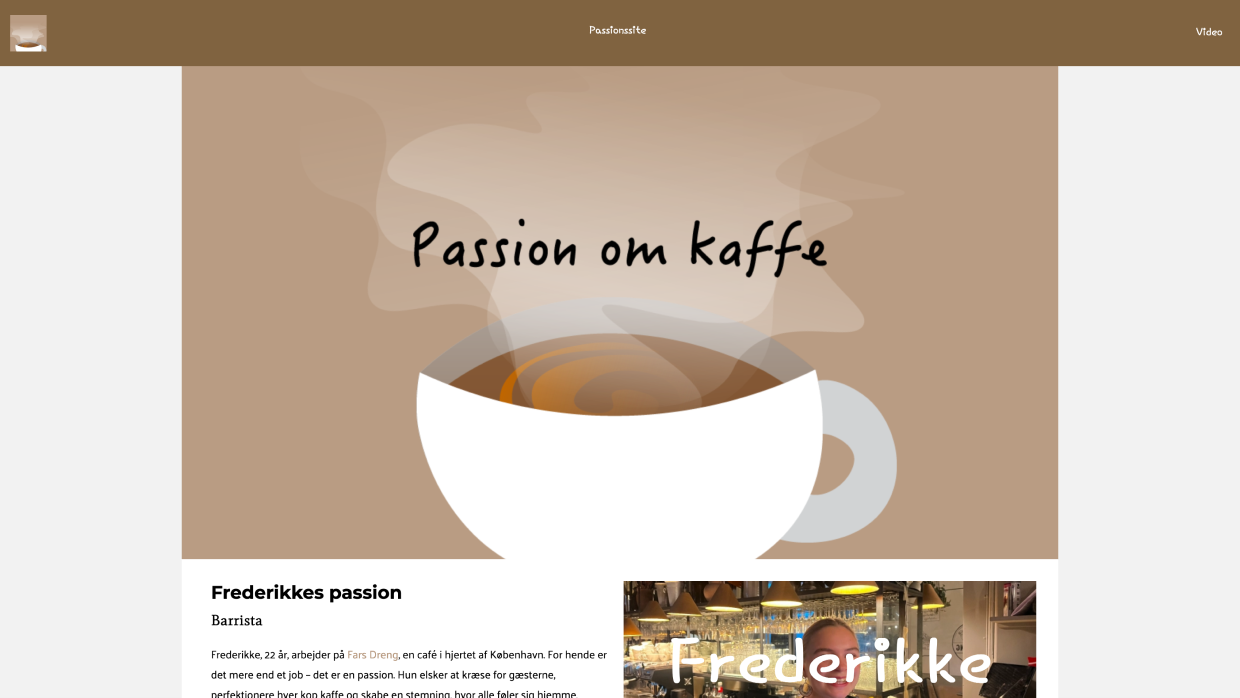 Passionssite
Video
Passion om kaffe
Frederikkes passion
Barrista
Frederikke, 22 år, arbejder på Fars Dreng, en café i hjertet af København. For hende er
det mere end et job – det er en passion. Hun elsker at kræse for gæsterne,
perfektionere hver kop kaffe og skabe en stemning, hvor alle føler sig hjemme.
Frederikke